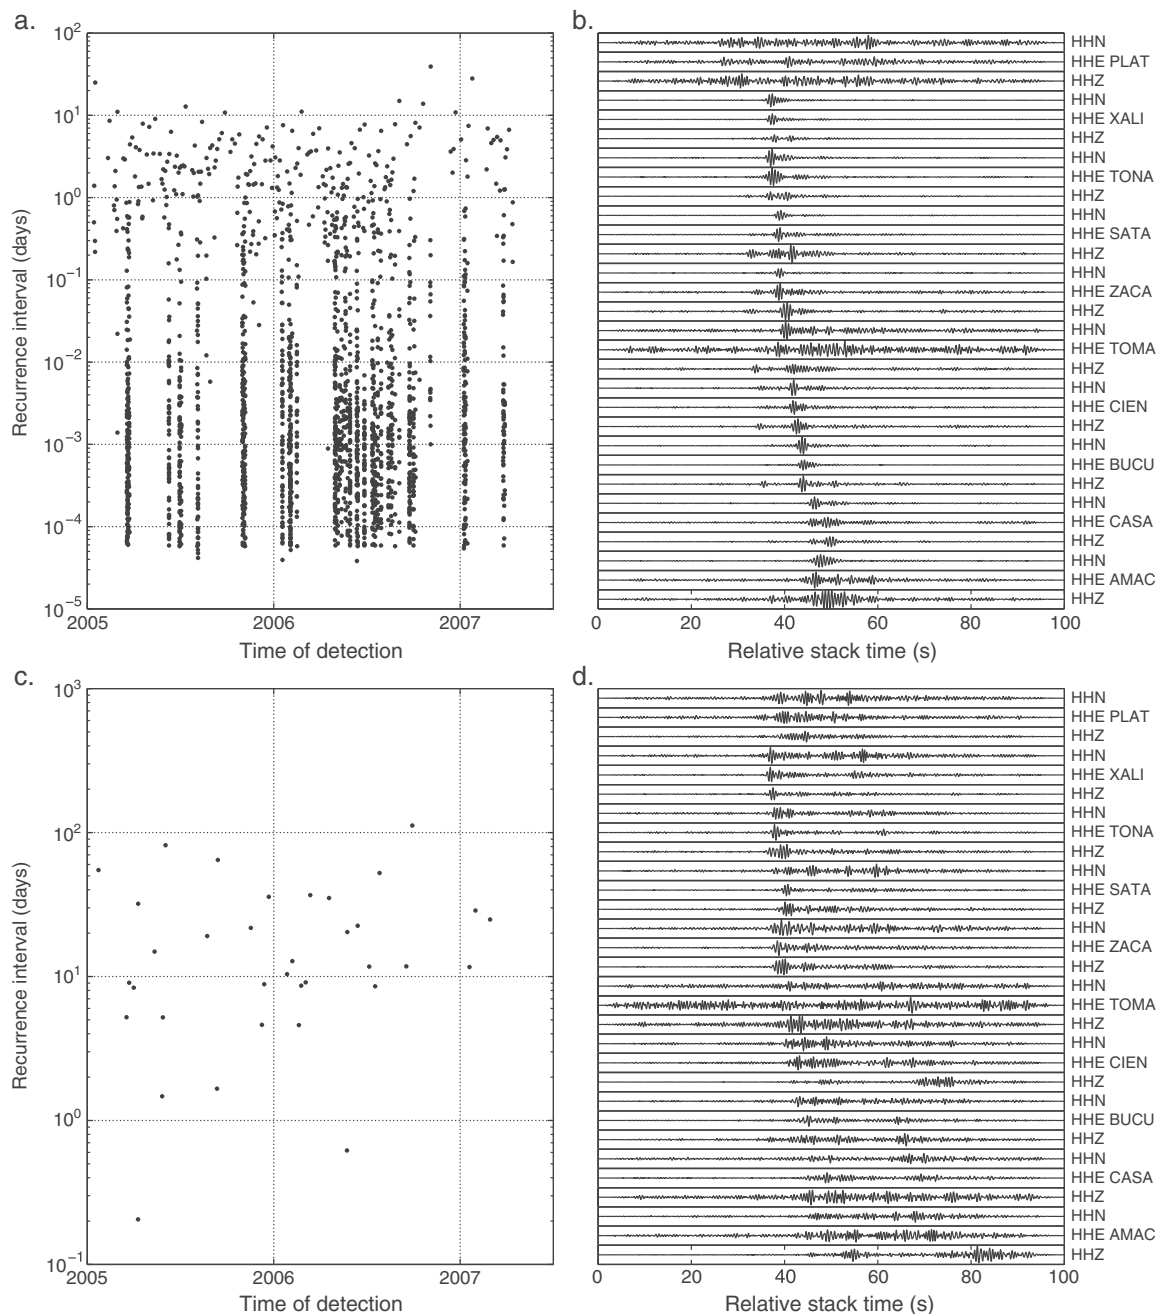 a.
10^2
10^1
10^0
10^-1
10^-2
10^-3
10^-4
10^-5
Recurrence interval (days)
2005
2006
2007
Time of detection
b.
HHN
HHE PLAT
HHZ
HHN
HHE XALI
HHZ
HHN
HHE TONA
HHZ
HHN
HHE SATA
HHZ
HHN
HHE ZACA
HHZ
HHN
HHE TOMA
HHZ
HHN
HHE CIEN
HHZ
HHN
HHE BUCU
HHZ
HHN
HHE CASA
HHZ
HHN
HHE AMAC
HHZ
0
20
40
60
80
100
Relative stack time (s)
c.
10^3
10^2
10^1
10^0
10^-1
Recurrence interval (days)
2005
2006
2007
Time of detection
d.
HHN
HHE PLAT
HHZ
HHN
HHE XALI
HHZ
HHN
HHE TONA
HHZ
HHN
HHE SATA
HHZ
HHN
HHE ZACA
HHZ
HHN
HHE TOMA
HHZ
HHN
HHE CIEN
HHZ
HHN
HHE BUCU
HHZ
HHN
HHE CASA
HHZ
HHN
HHE AMAC
HHZ
0
20
40
60
80
100
Relative stack time (s)